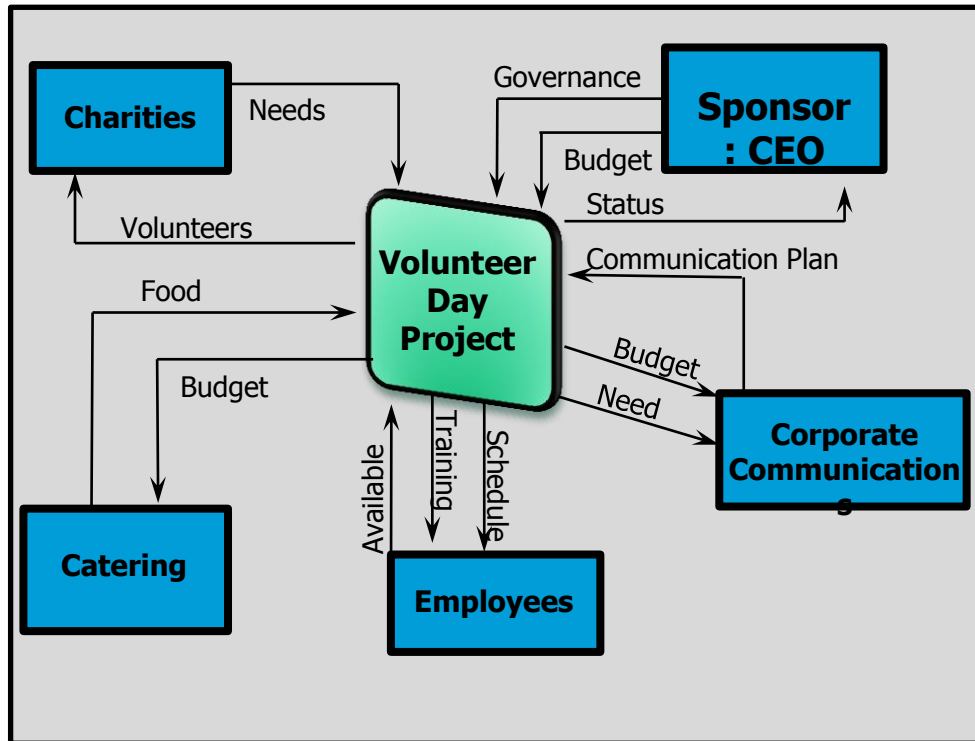 Charities
Needs
Governance
Sponsor
: CEO
Budget
Status
Volunteers
Volunteer
Day
Project
Communication Plan
Food
Budget
Budget
Need
Corporate
Communication
s
Available
Training
Schedule
Catering
Employees